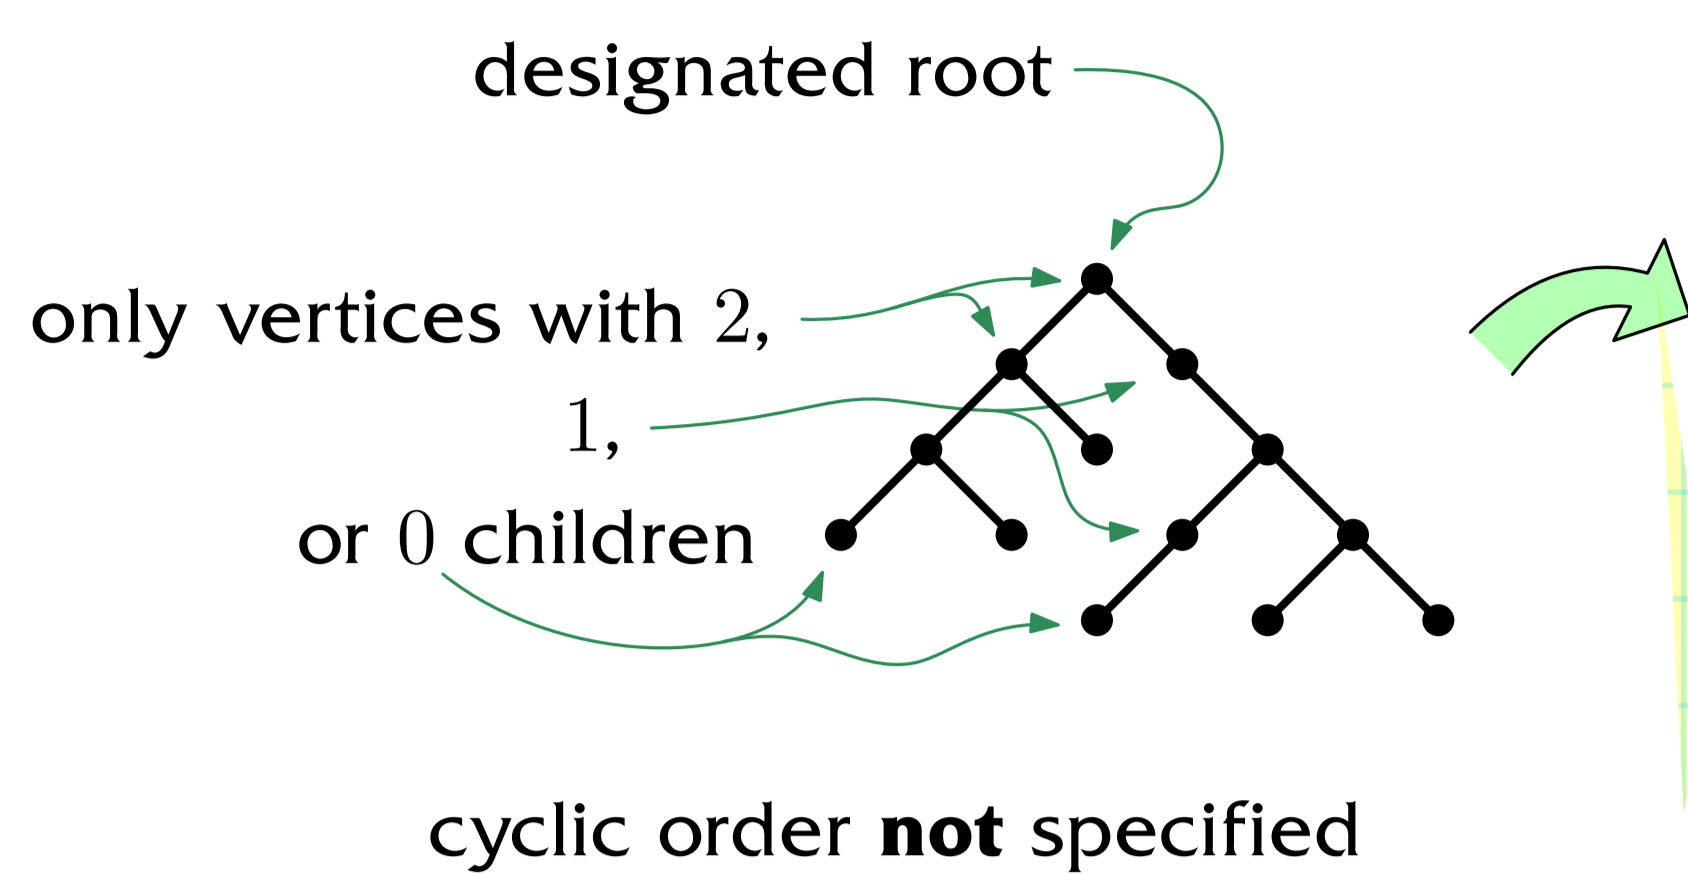 designated root
only vertices with 2,
1,
or 0 children
cyclic order not specified